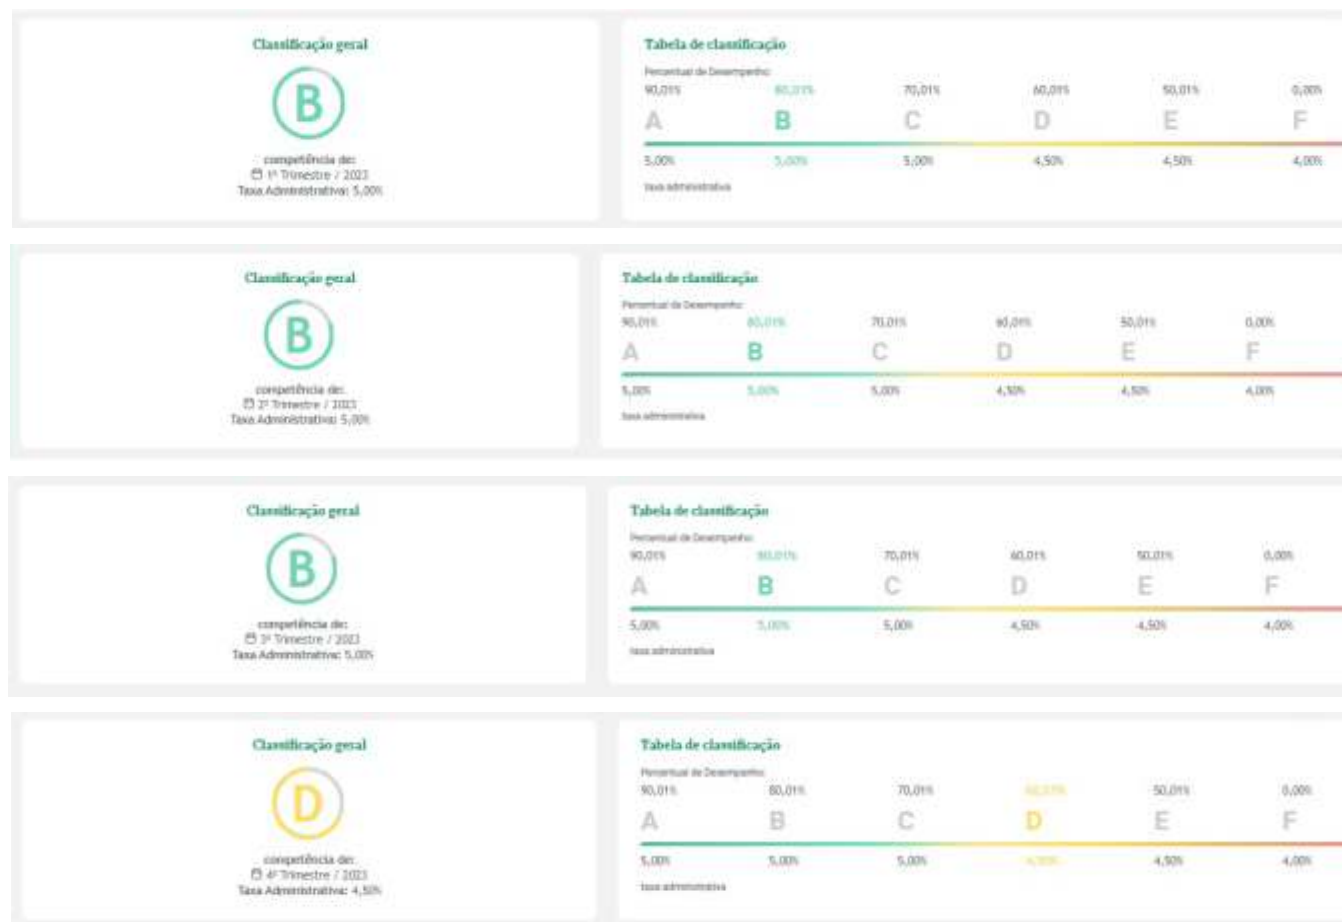 Classificação geral
B
competência de:
1º Trimestre / 2023
Taxa Administrativa: 5,00%
Tabela de classificação
Percentual de Desempenho:
90,01% 80,01% 70,01% 60,01% 50,01% 0,00%
A B C D E F
5,00% 5,00% 5,00% 4,50% 4,50% 4,00%
taxa administrativa
Classificação geral
B
competência de:
2º Trimestre / 2023
Taxa Administrativa: 5,00%
Tabela de classificação
Percentual de Desempenho:
90,01% 80,01% 70,01% 60,01% 50,01% 0,00%
A B C D E F
5,00% 5,00% 5,00% 4,50% 4,50% 4,00%
taxa administrativa
Classificação geral
B
competência de:
3º Trimestre / 2023
Taxa Administrativa: 5,00%
Tabela de classificação
Percentual de Desempenho:
90,01% 80,01% 70,01% 60,01% 50,01% 0,00%
A B C D E F
5,00% 5,00% 5,00% 4,50% 4,50% 4,00%
taxa administrativa
Classificação geral
D
competência de:
4º Trimestre / 2023
Taxa Administrativa: 4,50%
Tabela de classificação
Percentual de Desempenho:
90,01% 80,01% 70,01% 60,01% 50,01% 0,00%
A B C D E F
5,00% 5,00% 5,00% 4,50% 4,50% 4,00%
taxa administrativa